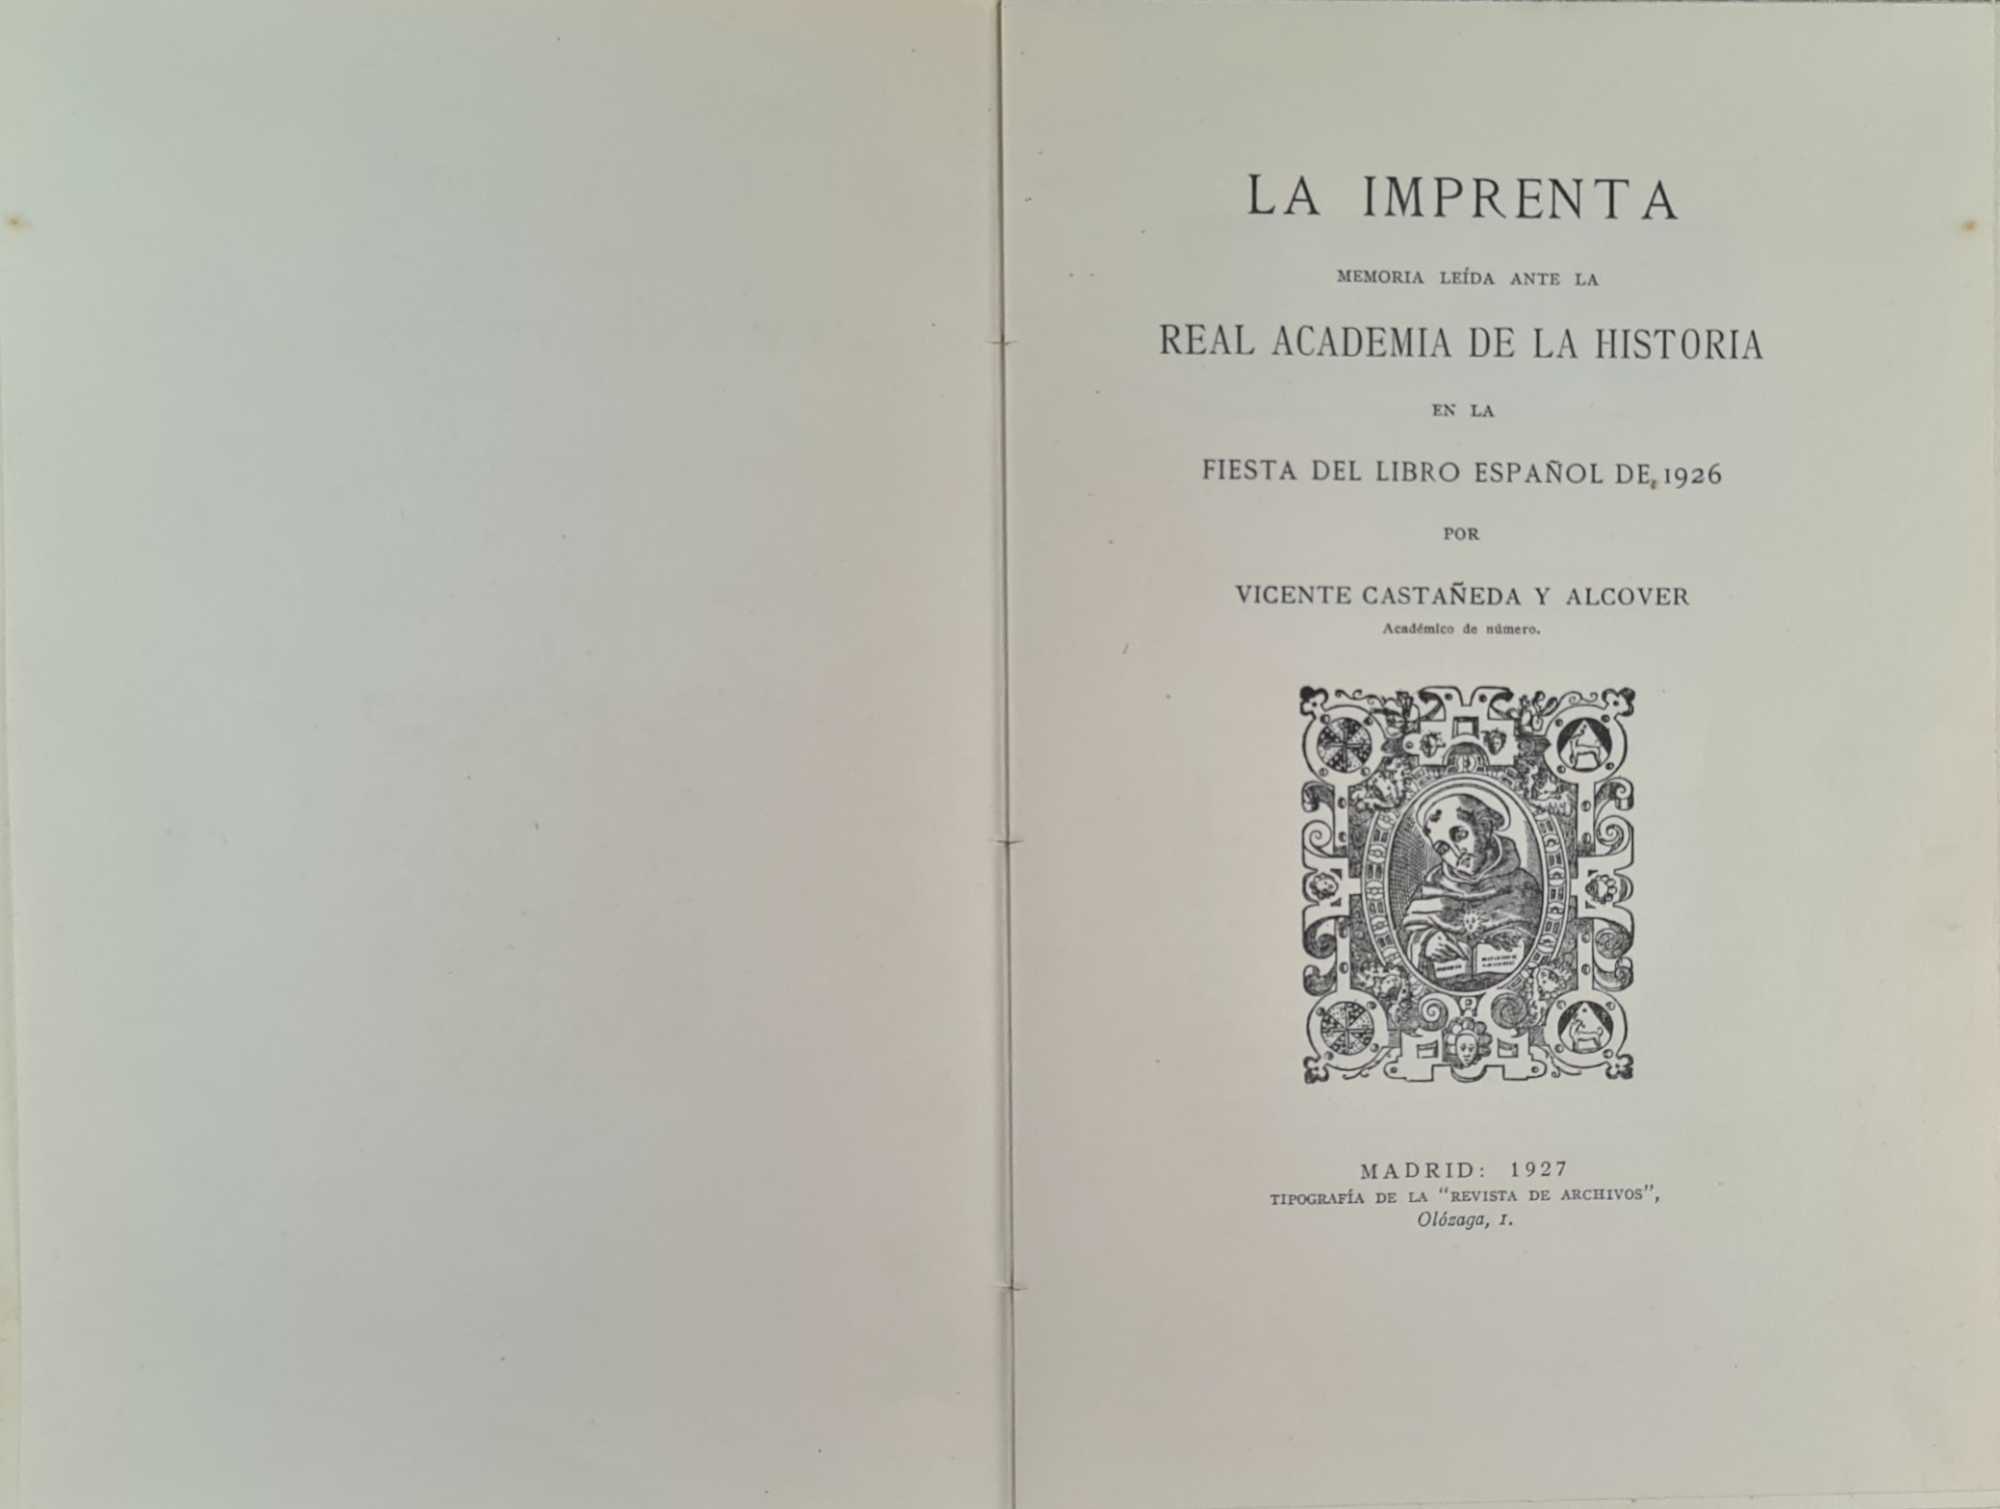 LA IMPRENTA
MEMORIA LEÍDA ANTE LA
REAL ACADEMIA DE LA HISTORIA
EN LA
FIESTA DEL LIBRO ESPAÑOL DE 1926
POR
VICENTE CASTAÑEDA Y ALCOVER
Académico de número.
MADRID: 1927
TIPOGRAFÍA DE LA "REVISTA DE ARCHIVOS",
Olózaga, 1.